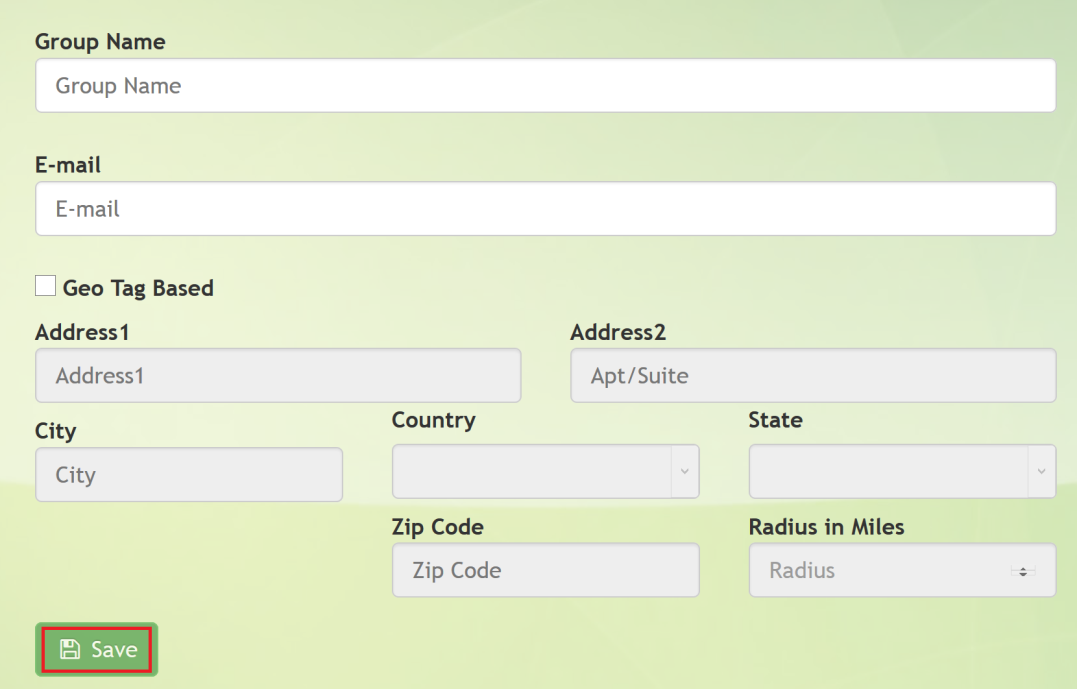 Group Name
Group Name
E-mail
E-mail
Geo Tag Based
Address1 Address2
Address1 Apt/Suite
City Country State
City
Zip Code Radius in Miles
Zip Code Radius
Save